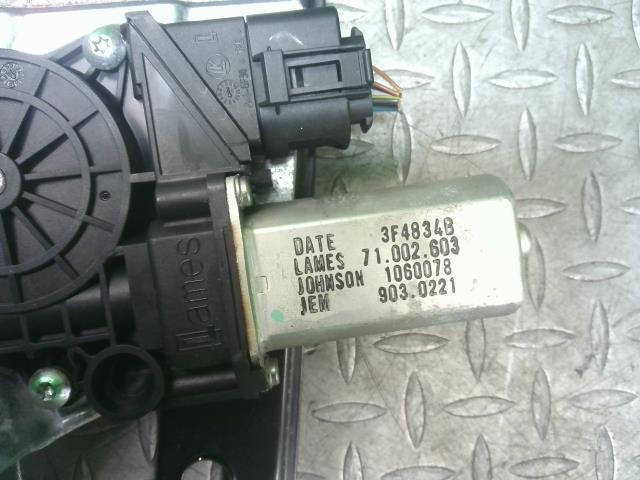 DATE 3F4834B
LAMES 71.002.603
JOHNSON 1060078
JEM 903.0221
Lames